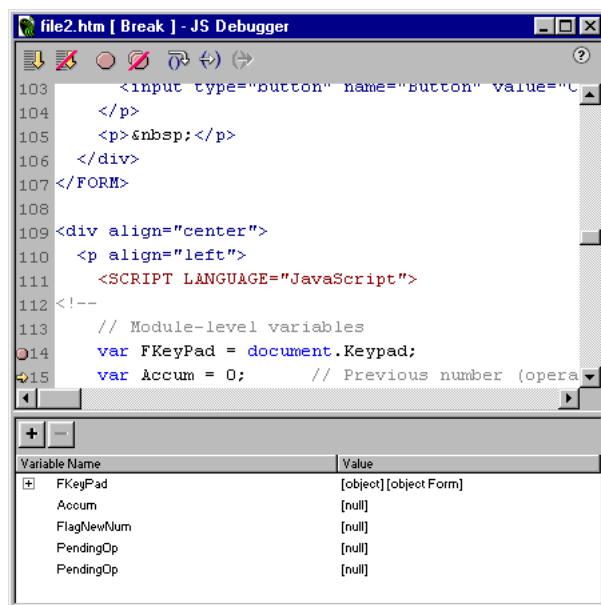 file2.htm [ Break ] - JS Debugger
?
103 <input type="button" name="Button" value="C
104 </p>
105 <p>&nbsp;</p>
106 </div>
107 </FORM>
108
109 <div align="center">
110 <p align="left">
111 <SCRIPT LANGUAGE="JavaScript">
112 <!--
113 // Module-level variables
14 var FKeyPad = document.Keypad;
15 var Accum = 0; // Previous number (opera
Variable Name Value
FKeyPad [object] [object Form]
Accum [null]
FlagNewNum [null]
PendingOp [null]
PendingOp [null]